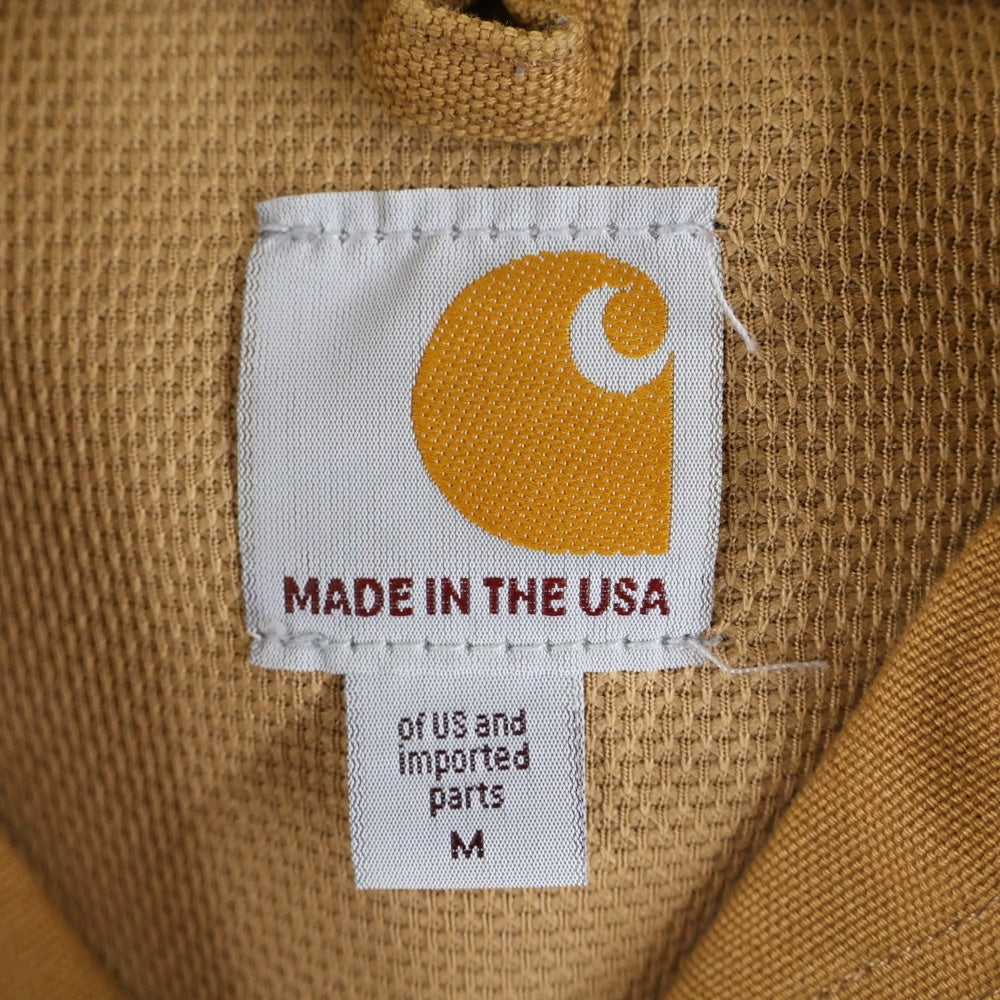 MADE IN THE USA
of US and
imported
parts
M